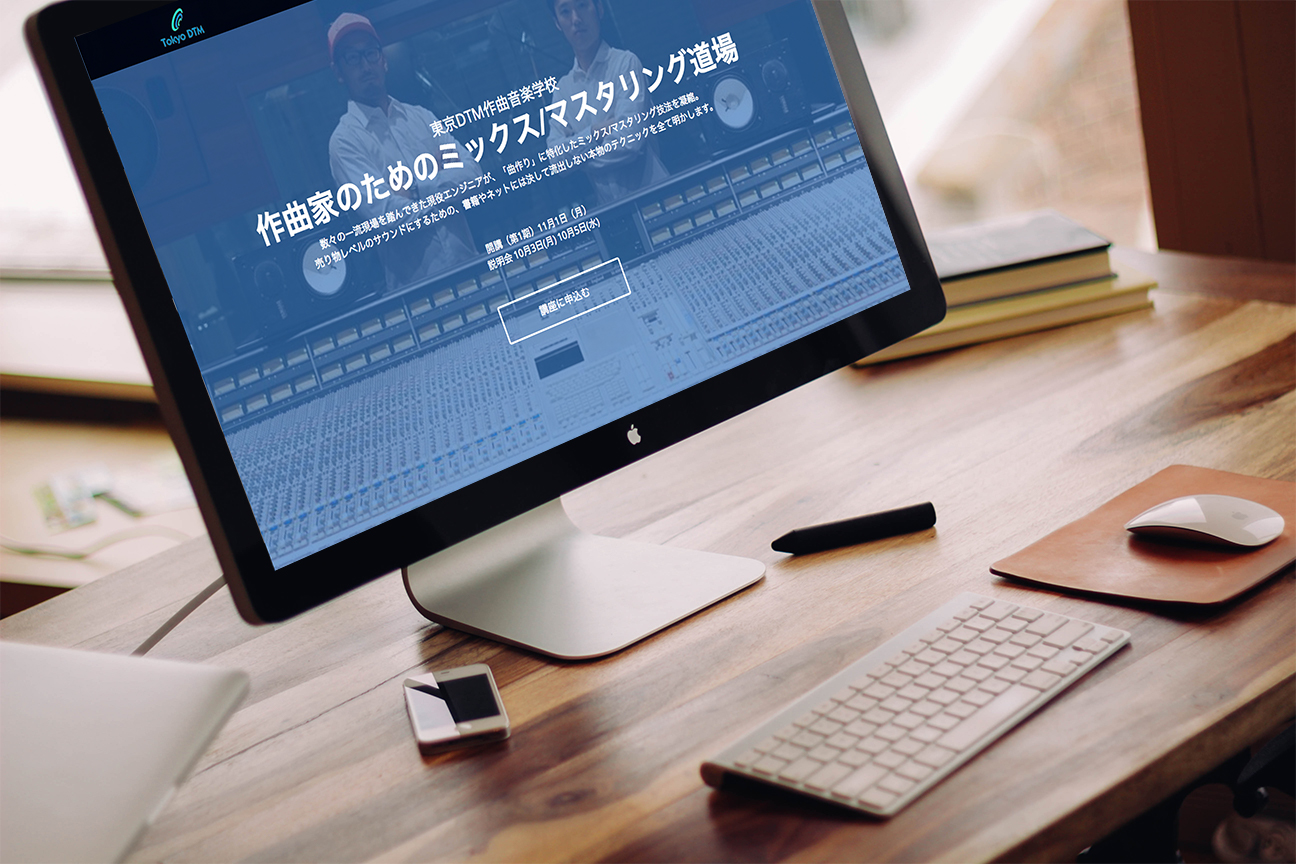 Tokyo DTM
東京DTM作曲音楽学校
作曲家のためのミックス/マスタリング道場
数々の一流現場を踏んできた現役エンジニアが、「曲作り」に特化したミックス/マスタリング技法を凝縮。
売り物レベルのサウンドにするための、書籍やネットには決して流出しない本物のテクニックを全て明かします。
開講（第1期）11月1日（月）
説明会 10月3日(月) 10月5日(水)
講座に申込む